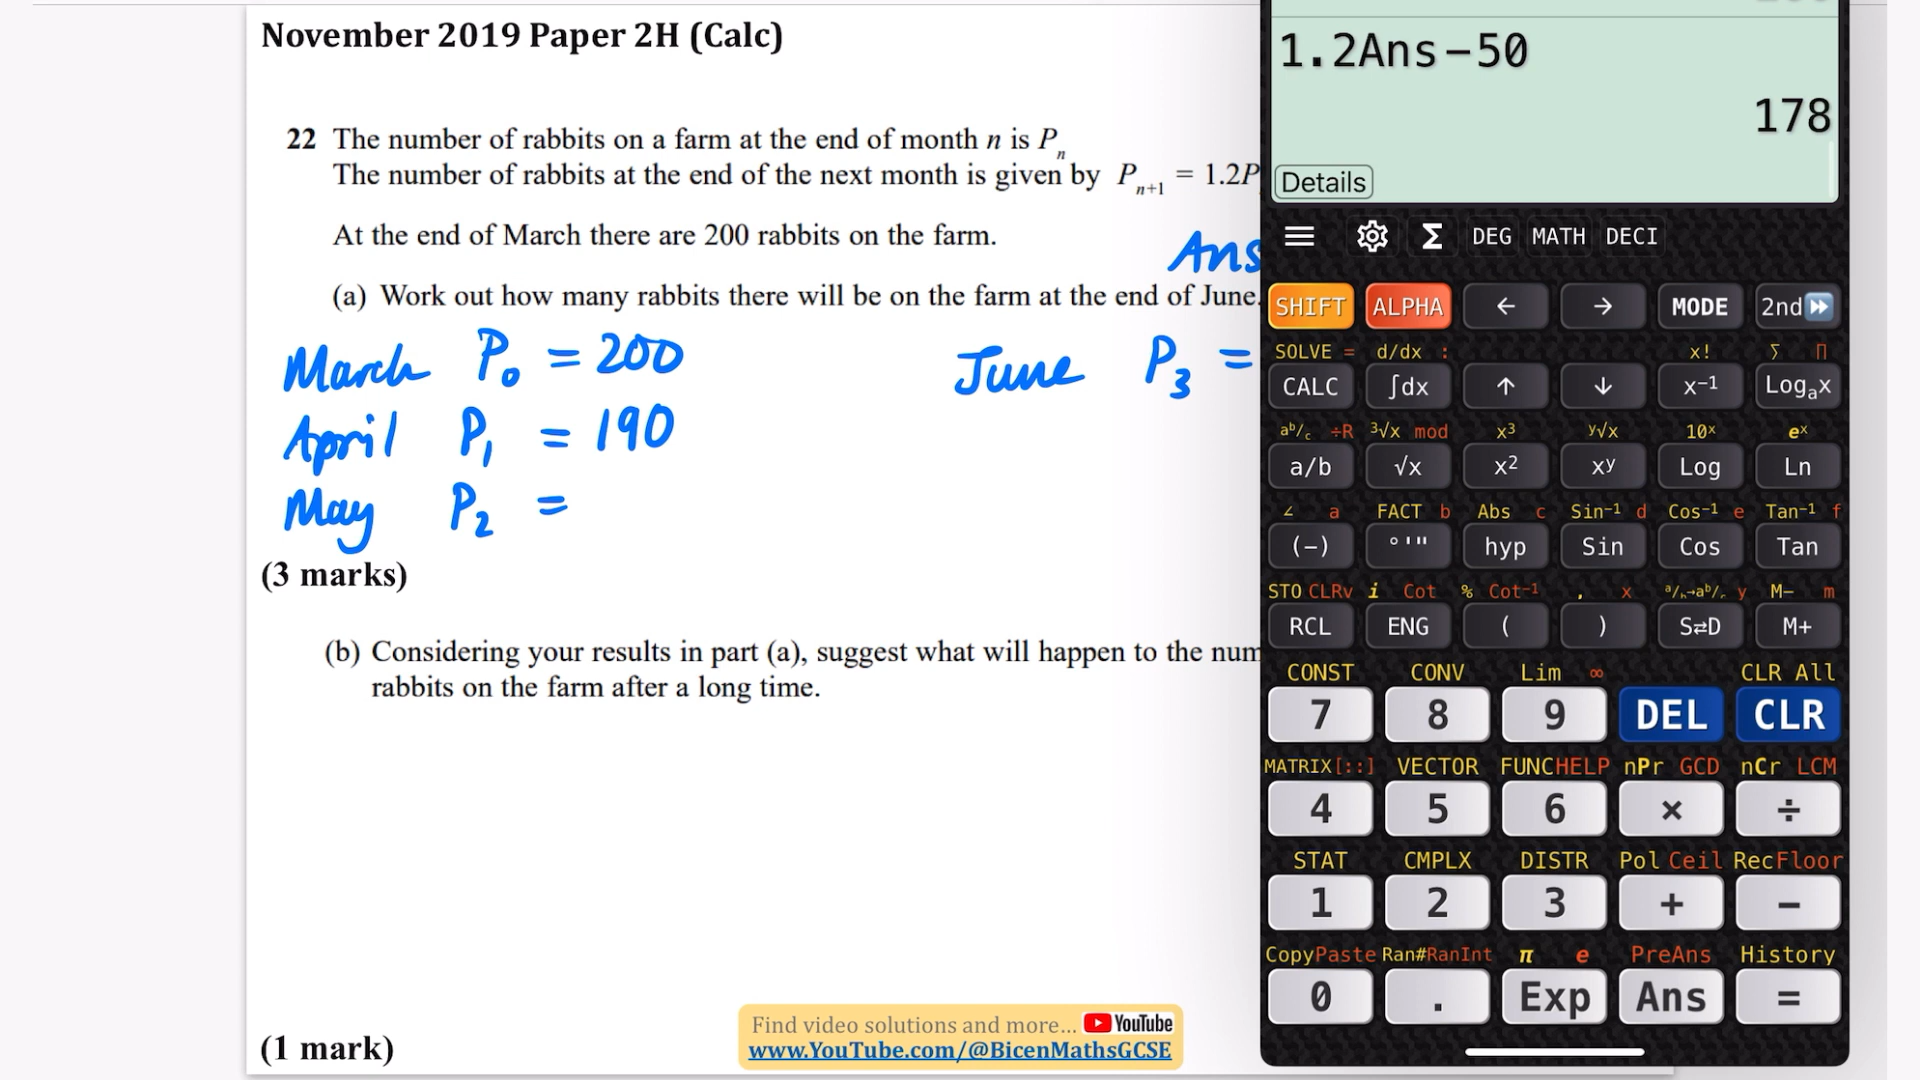 November 2019 Paper 2H (Calc)
22 The number of rabbits on a farm at the end of month n is Pₙ
The number of rabbits at the end of the next month is given by Pₙ₊₁ = 1.2P
At the end of March there are 200 rabbits on the farm.
Ans
(a) Work out how many rabbits there will be on the farm at the end of June.
March P₀ = 200
June P₃ =
April P₁ = 190
May P₂ =
(3 marks)
(b) Considering your results in part (a), suggest what will happen to the num
rabbits on the farm after a long time.
(1 mark)
Find video solutions and more... YouTube
www.YouTube.com/@BicenMathsGCSE
1.2Ans−50
178
Details
DEG MATH DECI
SHIFT ALPHA ← → MODE 2nd
SOLVE = d/dx : x! ∑ ∏
CALC ∫dx ↑ ↓ x⁻¹ Logₐx
aᵇ/c ÷R ³√x mod x³ ʸ√x 10ˣ eˣ
a/b √x x² xʸ Log Ln
∠ a FACT b Abs c Sin⁻¹ d Cos⁻¹ e Tan⁻¹ f
(−) °'" hyp Sin Cos Tan
STO CLRv i Cot % Cot⁻¹ , x y M− m
RCL ENG ( ) S⇄D M+
CONST CONV Lim ∞ CLR All
7 8 9 DEL CLR
MATRIX[::] VECTOR FUNC HELP nPr GCD nCr LCM
4 5 6 × ÷
STAT CMPLX DISTR Pol Ceil Rec Floor
1 2 3 + −
Copy Paste Ran# RanInt π e PreAns History
0 . Exp Ans =